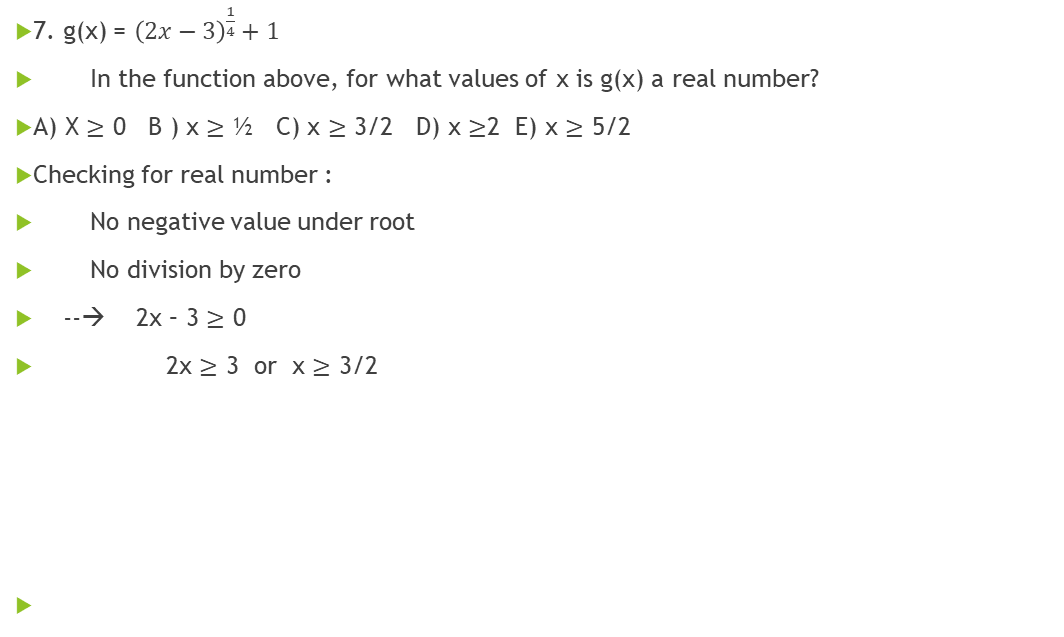 7. g(x) = (2x − 3)^{1/4} + 1
In the function above, for what values of x is g(x) a real number?
A) X ≥ 0 B ) x ≥ ½ C) x ≥ 3/2 D) x ≥2 E) x ≥ 5/2
Checking for real number :
No negative value under root
No division by zero
--→ 2x – 3 ≥ 0
2x ≥ 3 or x ≥ 3/2